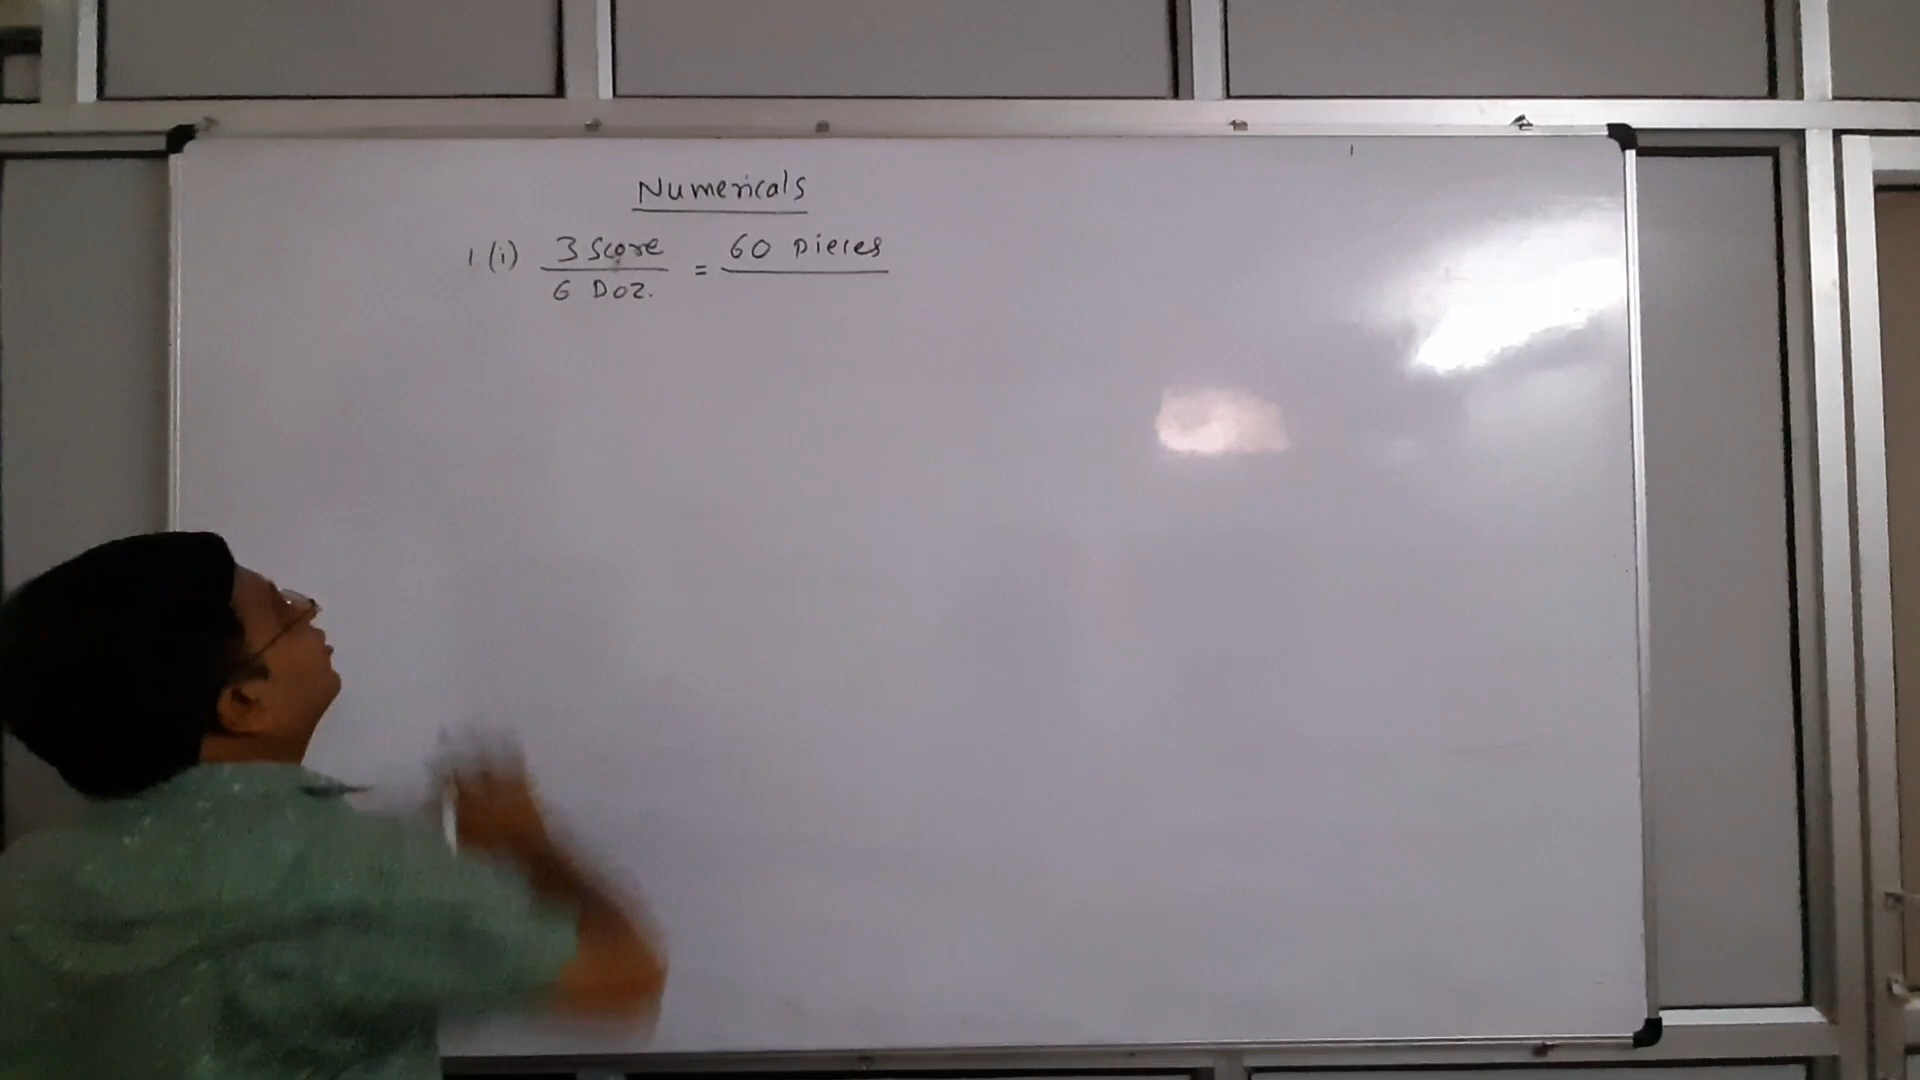 Numericals
1 (i) 3 Score = 60 pieces
6 Doz.